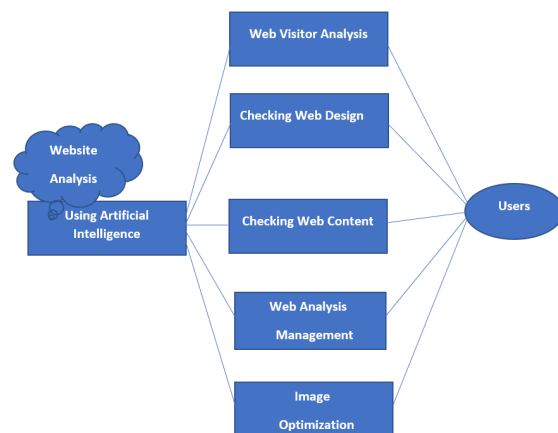 Web Visitor Analysis
Checking Web Design
Website
Analysis
Using Artificial
Intelligence
Checking Web Content
Users
Web Analysis
Management
Image
Optimization